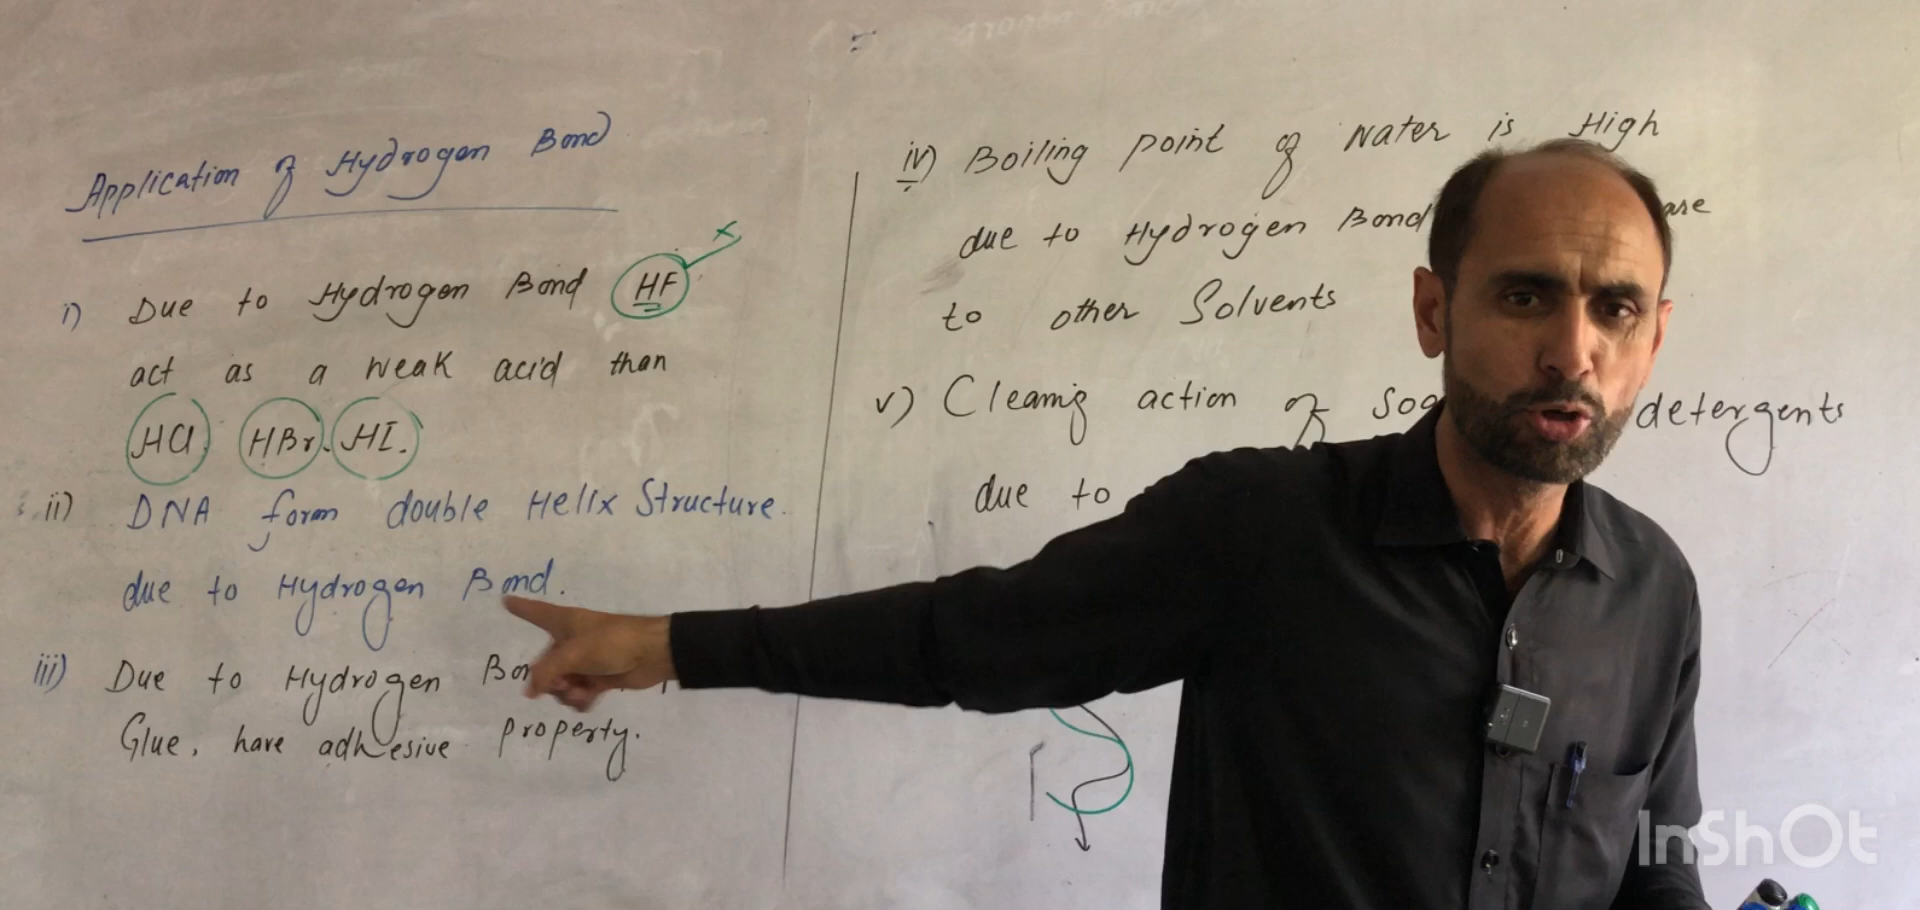 Application of Hydrogen Bond
i) Due to Hydrogen Bond HF
act as a weak acid than
HCl. HBr. HI.
ii) DNA form double Helix Structure.
due to Hydrogen Bond.
iii) Due to Hydrogen
Glue, have adhesive property.
iv) Boiling point of Water is High
due to Hydrogen Bond
to other Solvents
v) Cleanig action of detergents
due to
InShOt